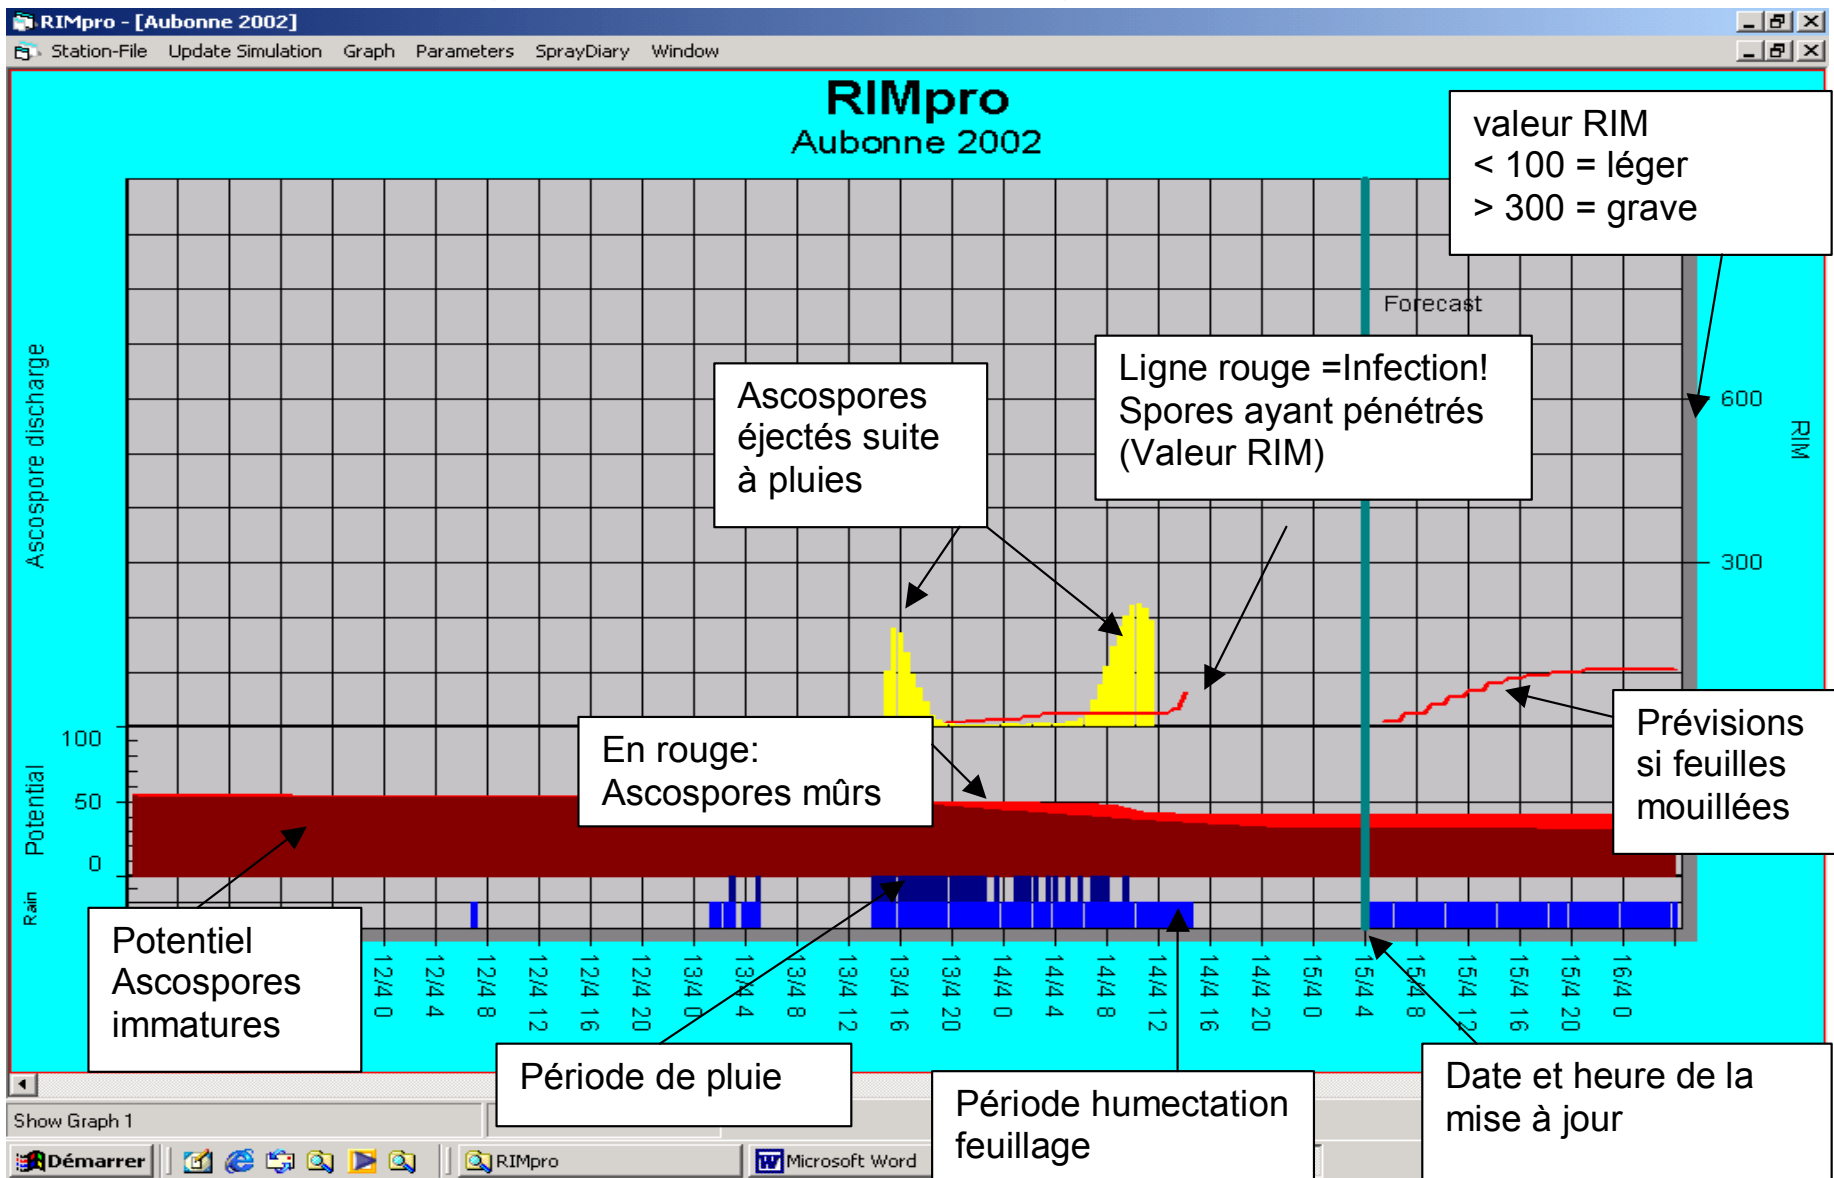 RIMpro - [Aubonne 2002]
Station-File Update Simulation Graph Parameters SprayDiary Window
RIMpro
Aubonne 2002
valeur RIM
< 100 = léger
> 300 = grave
Forecast
Ascospore discharge
600
300
RIM
Ascospores
éjectés suite
à pluies
Ligne rouge =Infection!
Spores ayant pénétrés
(Valeur RIM)
En rouge:
Ascospores mûrs
Prévisions
si feuilles
mouillées
Potential
100
50
0
Rain
Potentiel
Ascospores
immatures
12/4 0
12/4 4
12/4 8
12/4 12
12/4 16
12/4 20
13/4 0
13/4 4
13/4 8
13/4 12
13/4 16
13/4 20
14/4 0
14/4 4
14/4 8
14/4 12
14/4 16
14/4 20
15/4 0
15/4 4
15/4 8
15/4 12
15/4 16
15/4 20
16/4 0
Période de pluie
Période humectation
feuillage
Date et heure de la
mise à jour
Show Graph 1
Démarrer RIMpro Microsoft Word